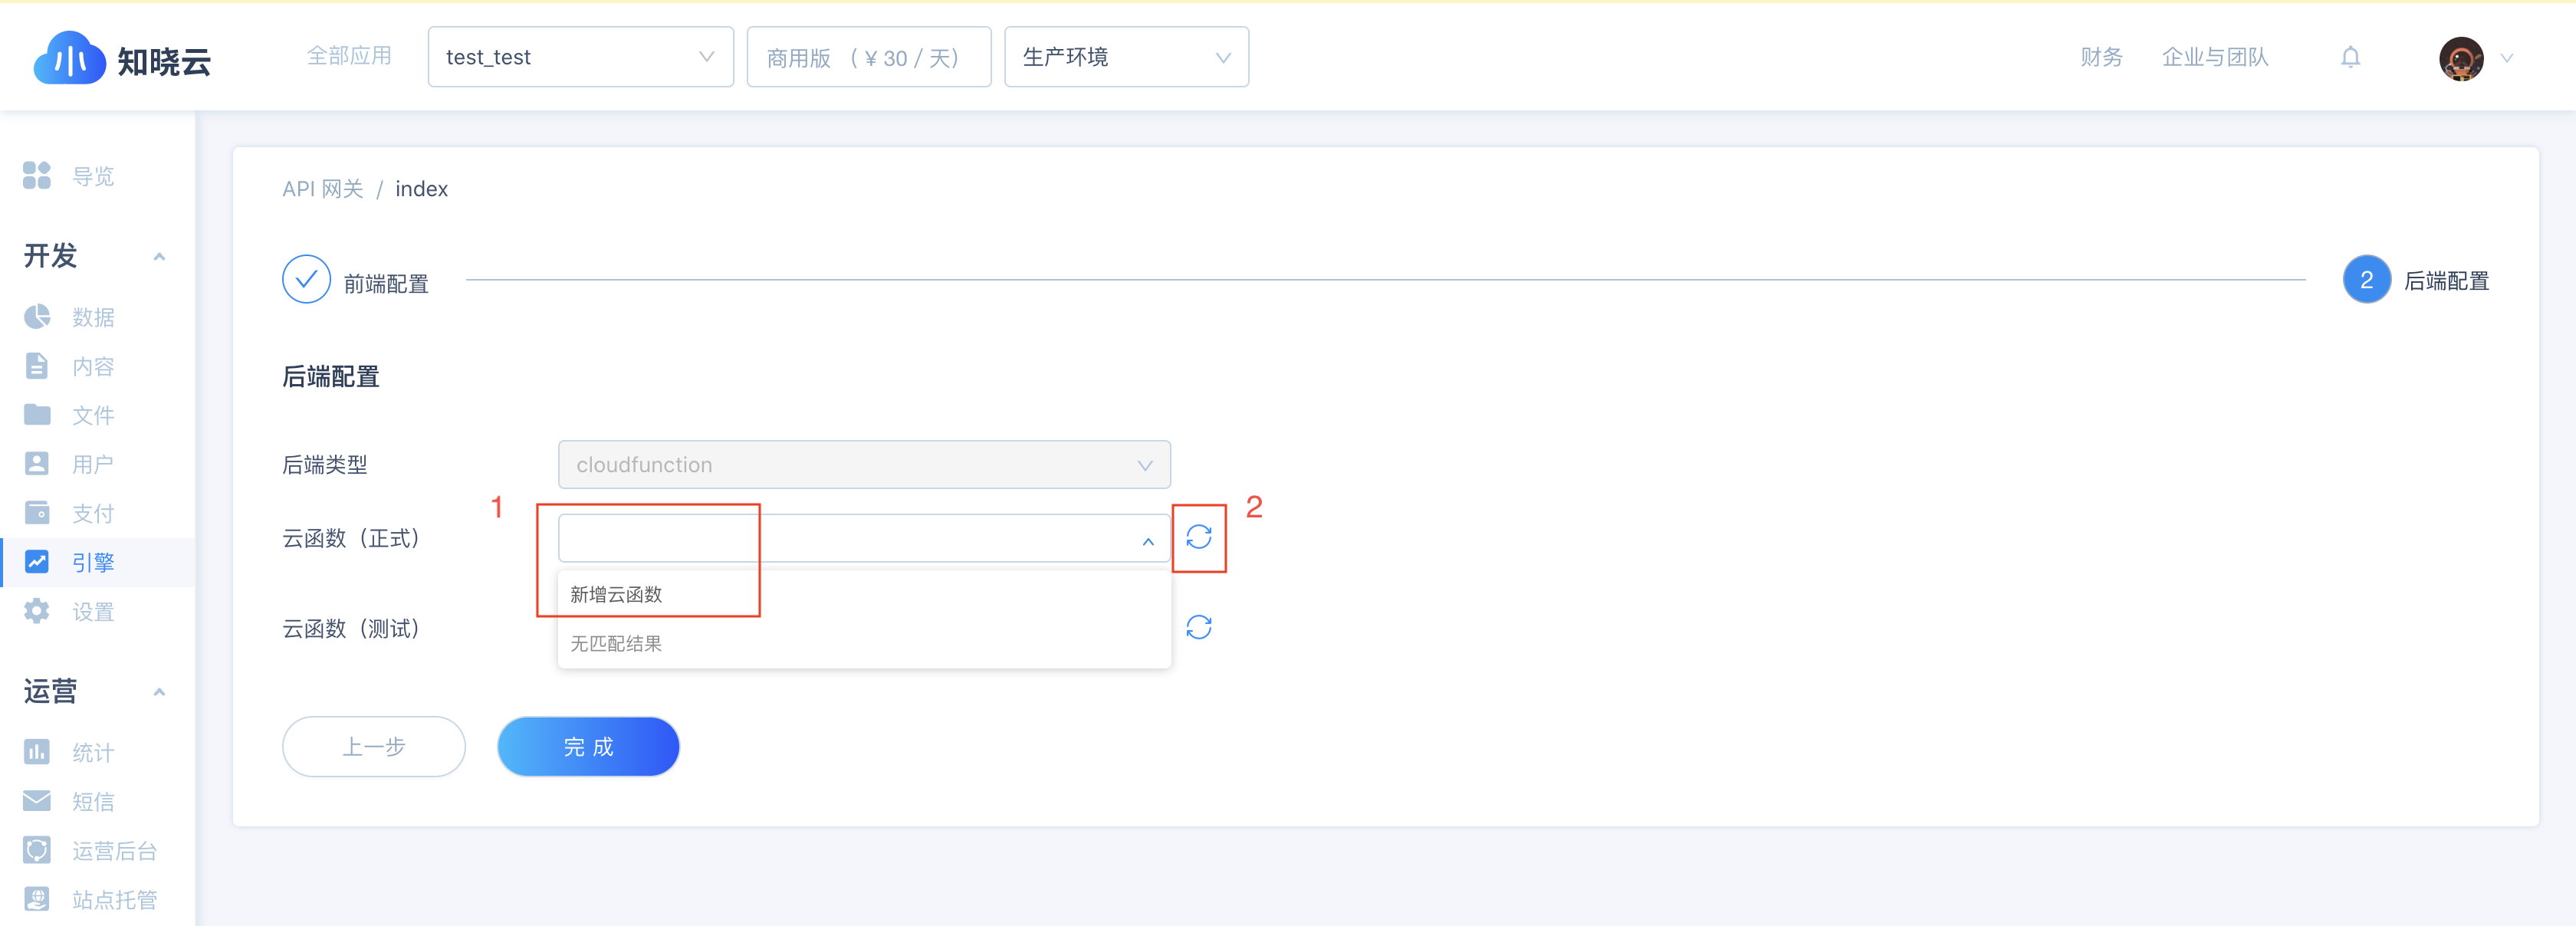 知晓云
全部应用
test_test
商用版 （ ¥ 30 / 天）
生产环境
财务
企业与团队
导览
开发
数据
内容
文件
用户
支付
引擎
设置
运营
统计
短信
运营后台
站点托管
API 网关 / index
前端配置
2 后端配置
后端配置
后端类型
cloudfunction
1
2
云函数（正式）
新增云函数
云函数（测试）
无匹配结果
上一步
完 成